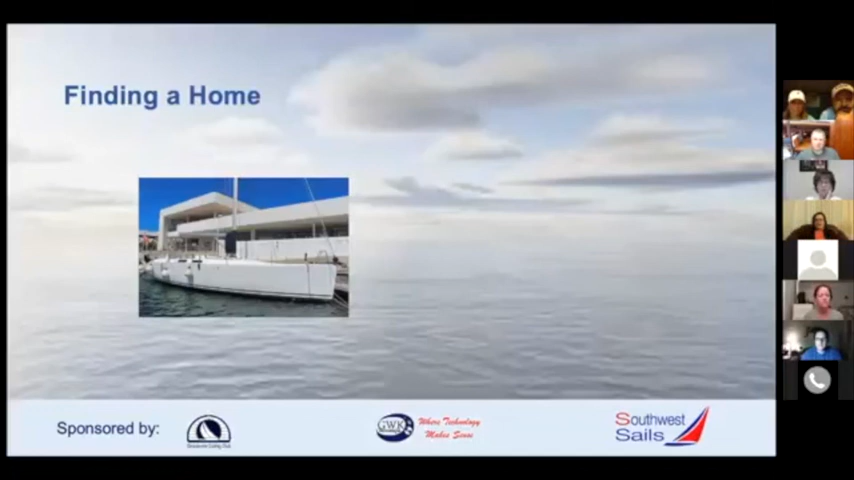 Finding a Home
Sponsored by:
GWK
Where Technology
Makes Sense
Southwest
Sails